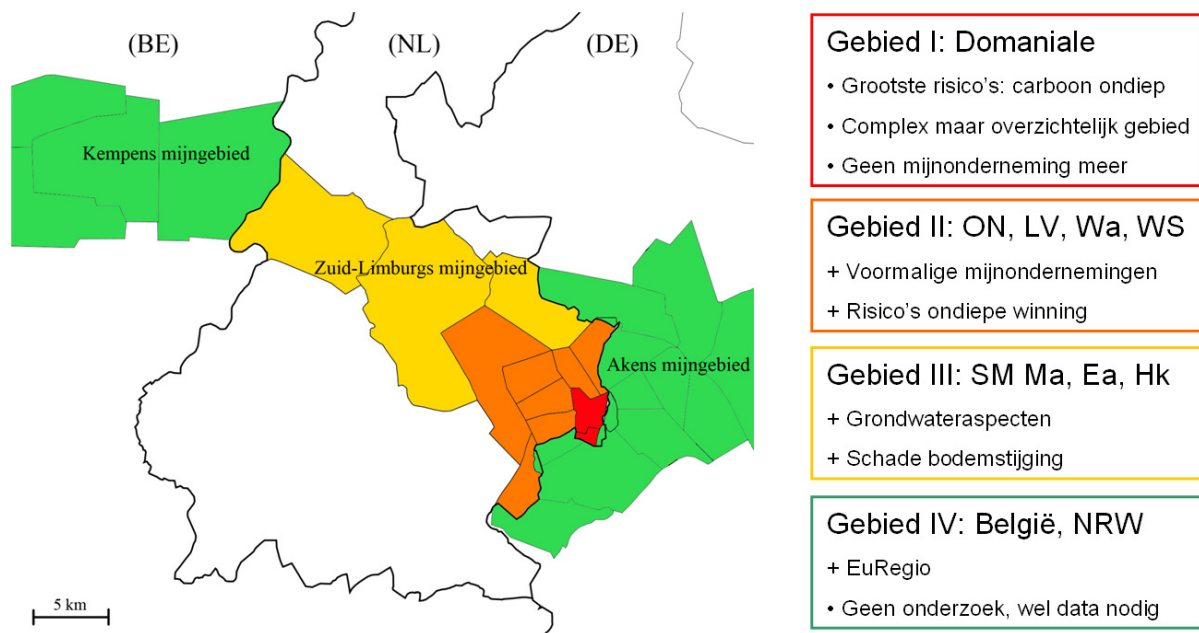 (BE)
(NL)
(DE)
Kempens mijngebied
Zuid-Limburgs mijngebied
Akens mijngebied
5 km
Gebied I: Domaniale
• Grootste risico's: carboon ondiep
• Complex maar overzichtelijk gebied
• Geen mijnonderneming meer
Gebied II: ON, LV, Wa, WS
+ Voormalige mijnondernemingen
+ Risico's ondiepe winning
Gebied III: SM Ma, Ea, Hk
+ Grondwateraspecten
+ Schade bodemstijging
Gebied IV: België, NRW
+ EuRegio
• Geen onderzoek, wel data nodig